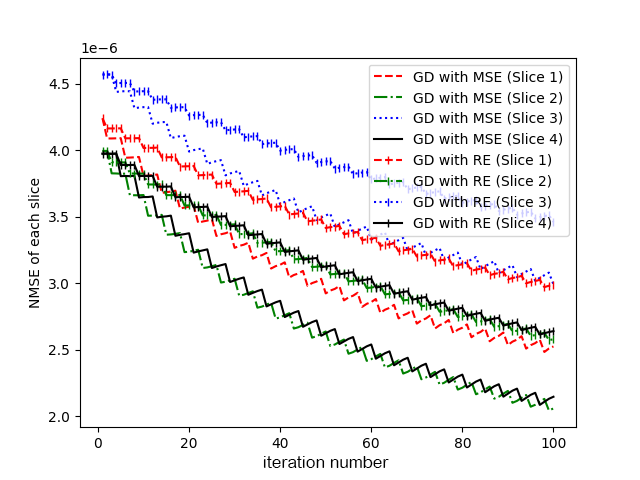 1e−6
4.5
4.0
3.5
3.0
2.5
2.0
NMSE of each slice
GD with MSE (Slice 1)
GD with MSE (Slice 2)
GD with MSE (Slice 3)
GD with MSE (Slice 4)
GD with RE (Slice 1)
GD with RE (Slice 2)
GD with RE (Slice 3)
GD with RE (Slice 4)
0 20 40 60 80 100
iteration number